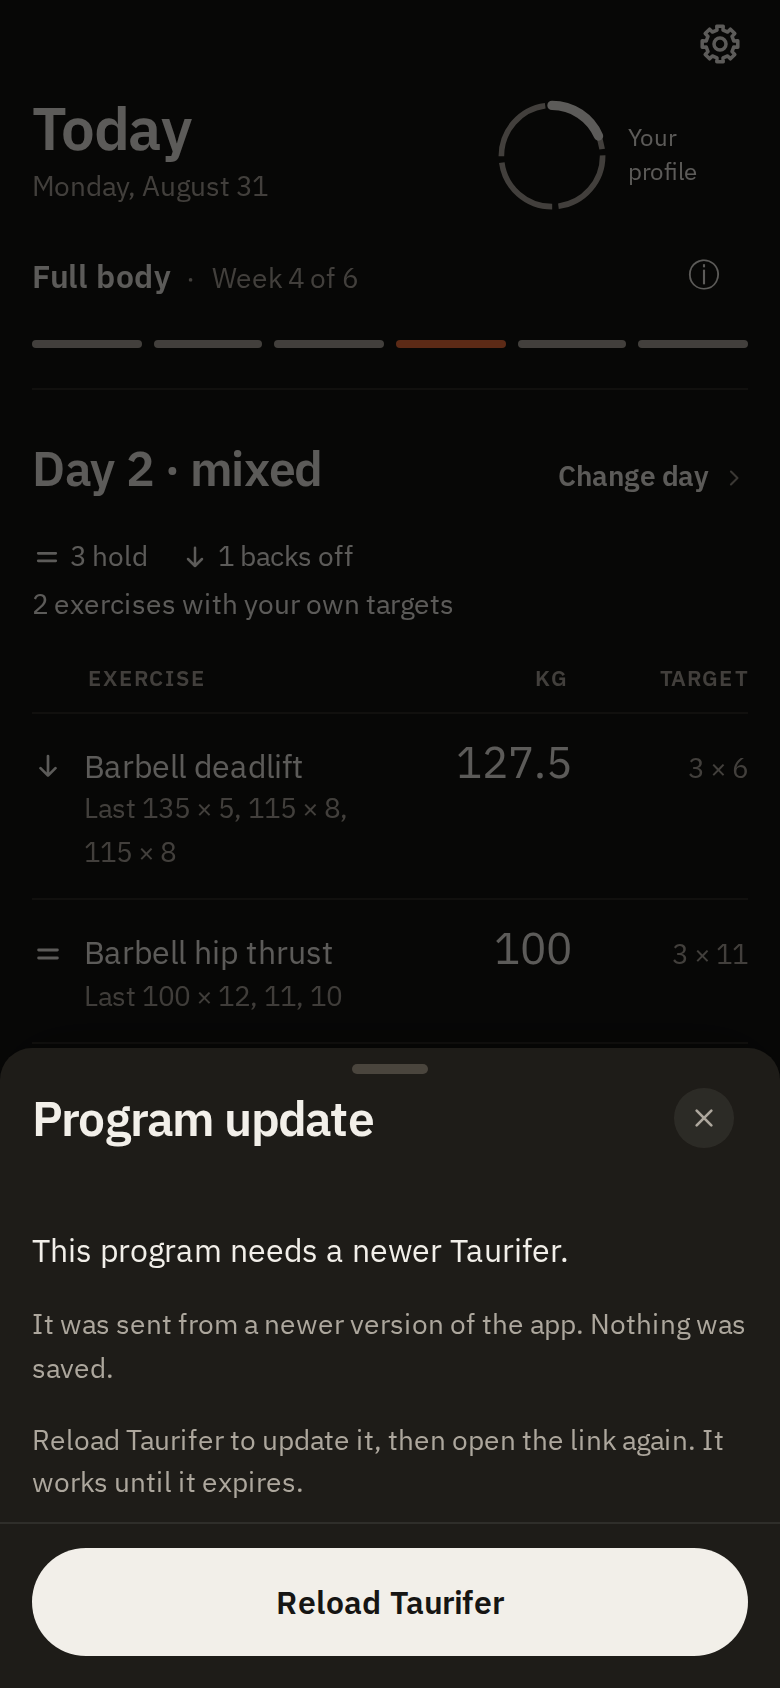 Today
Monday, August 31
Your
profile
Full body · Week 4 of 6
Day 2 · mixed
Change day
3 hold ↓ 1 backs off
2 exercises with your own targets
EXERCISE KG TARGET
↓ Barbell deadlift 127.5 3 × 6
Last 135 × 5, 115 × 8,
115 × 8
= Barbell hip thrust 100 3 × 11
Last 100 × 12, 11, 10
Program update
This program needs a newer Taurifer.
It was sent from a newer version of the app. Nothing was
saved.
Reload Taurifer to update it, then open the link again. It
works until it expires.
Reload Taurifer